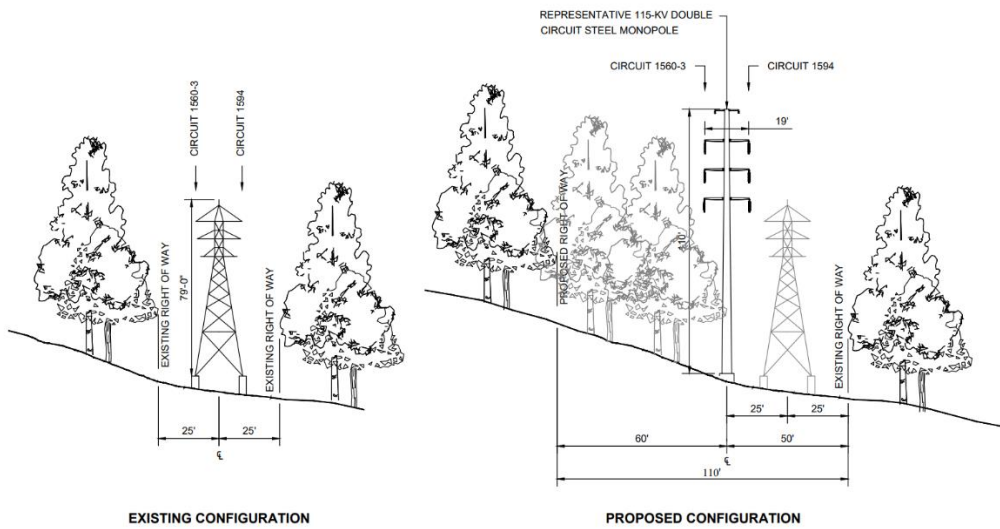 CIRCUIT 1560-3
CIRCUIT 1594
79'-0"
EXISTING RIGHT OF WAY
EXISTING RIGHT OF WAY
25'
25'
℄
EXISTING CONFIGURATION
REPRESENTATIVE 115-KV DOUBLE
CIRCUIT STEEL MONOPOLE
CIRCUIT 1560-3
CIRCUIT 1594
19'
PROPOSED RIGHT OF WAY
110'
EXISTING RIGHT OF WAY
25'
25'
60'
50'
℄
110'
PROPOSED CONFIGURATION